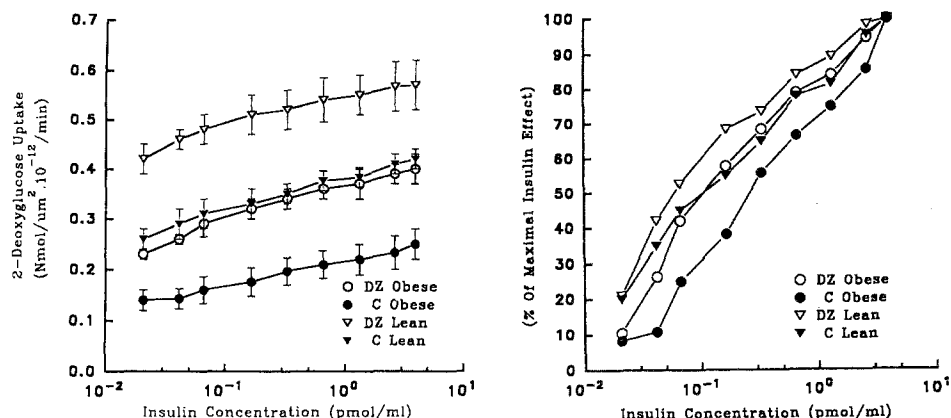 2-Deoxyglucose Uptake
(Nmol/um².10⁻¹²/min)
0.7
0.6
0.5
0.4
0.3
0.2
0.1
0.0
10⁻²
10⁻¹
10⁰
10¹
Insulin Concentration (pmol/ml)
DZ Obese
C Obese
DZ Lean
C Lean
(% Of Maximal Insulin Effect)
100
90
80
70
60
50
40
30
20
10
0
10⁻²
10⁻¹
10⁰
10¹
Insulin Concentration (pmol/ml)
DZ Obese
C Obese
DZ Lean
C Lean